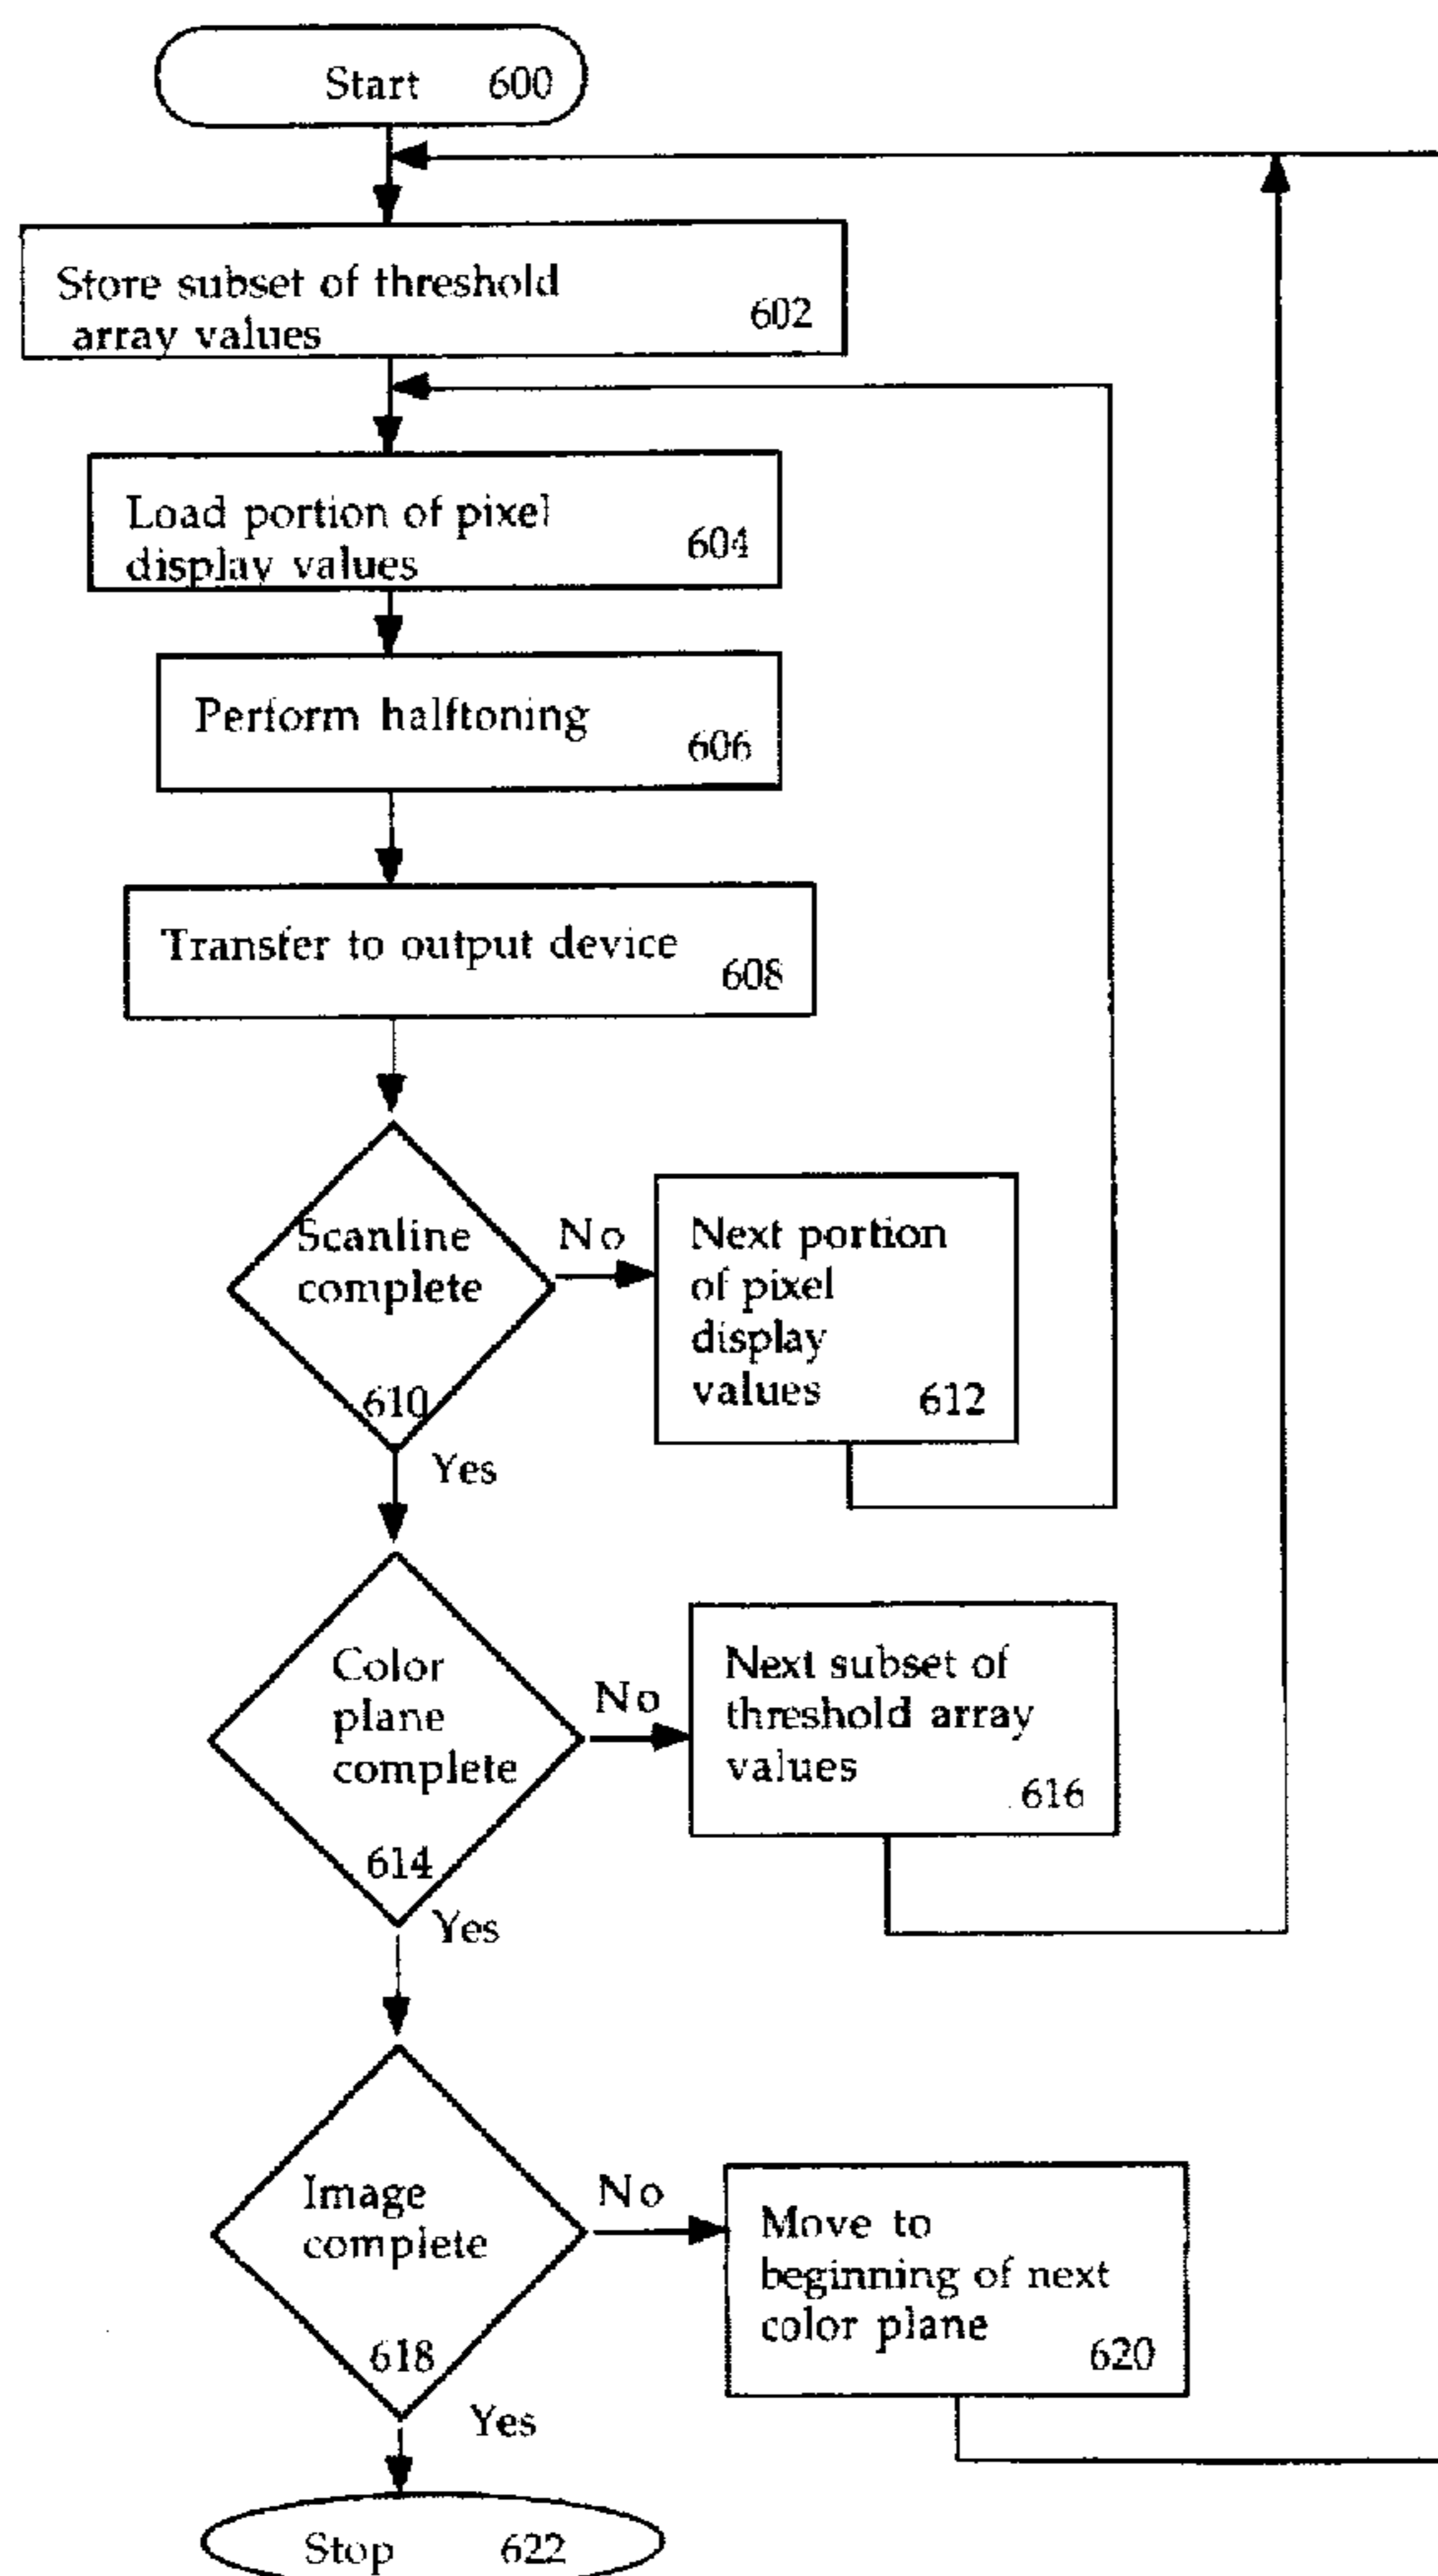 Start 600
Store subset of threshold
array values
602
Load portion of pixel
display values
604
Perform halftoning
606
Transfer to output device
608
Scanline
complete
610
No
Next portion
of pixel
display
values
612
Yes
Color
plane
complete
614
No
Next subset of
threshold array
values
616
Yes
Image
complete
618
No
Move to
beginning of next
color plane
620
Yes
Stop 622